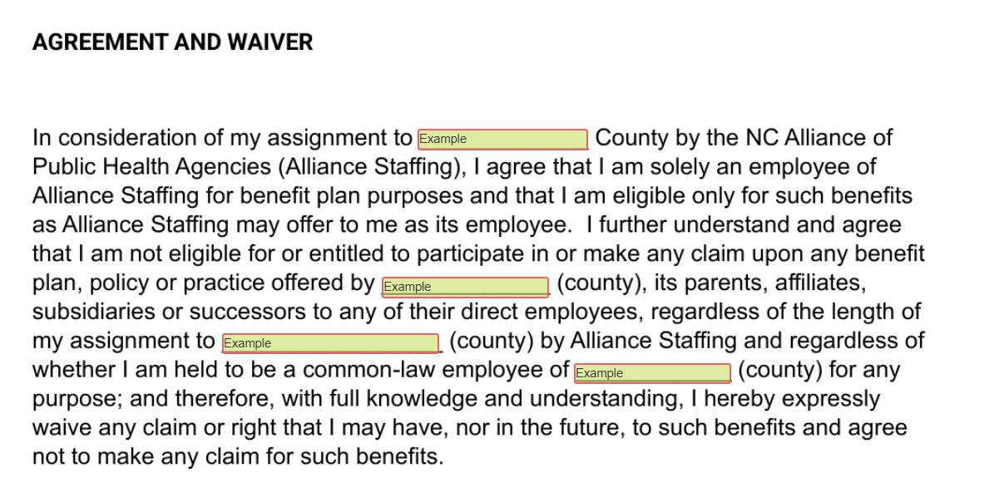 AGREEMENT AND WAIVER
In consideration of my assignment to Example County by the NC Alliance of
Public Health Agencies (Alliance Staffing), I agree that I am solely an employee of
Alliance Staffing for benefit plan purposes and that I am eligible only for such benefits
as Alliance Staffing may offer to me as its employee.  I further understand and agree
that I am not eligible for or entitled to participate in or make any claim upon any benefit
plan, policy or practice offered by Example (county), its parents, affiliates,
subsidiaries or successors to any of their direct employees, regardless of the length of
my assignment to Example (county) by Alliance Staffing and regardless of
whether I am held to be a common-law employee of Example (county) for any
purpose; and therefore, with full knowledge and understanding, I hereby expressly
waive any claim or right that I may have, nor in the future, to such benefits and agree
not to make any claim for such benefits.